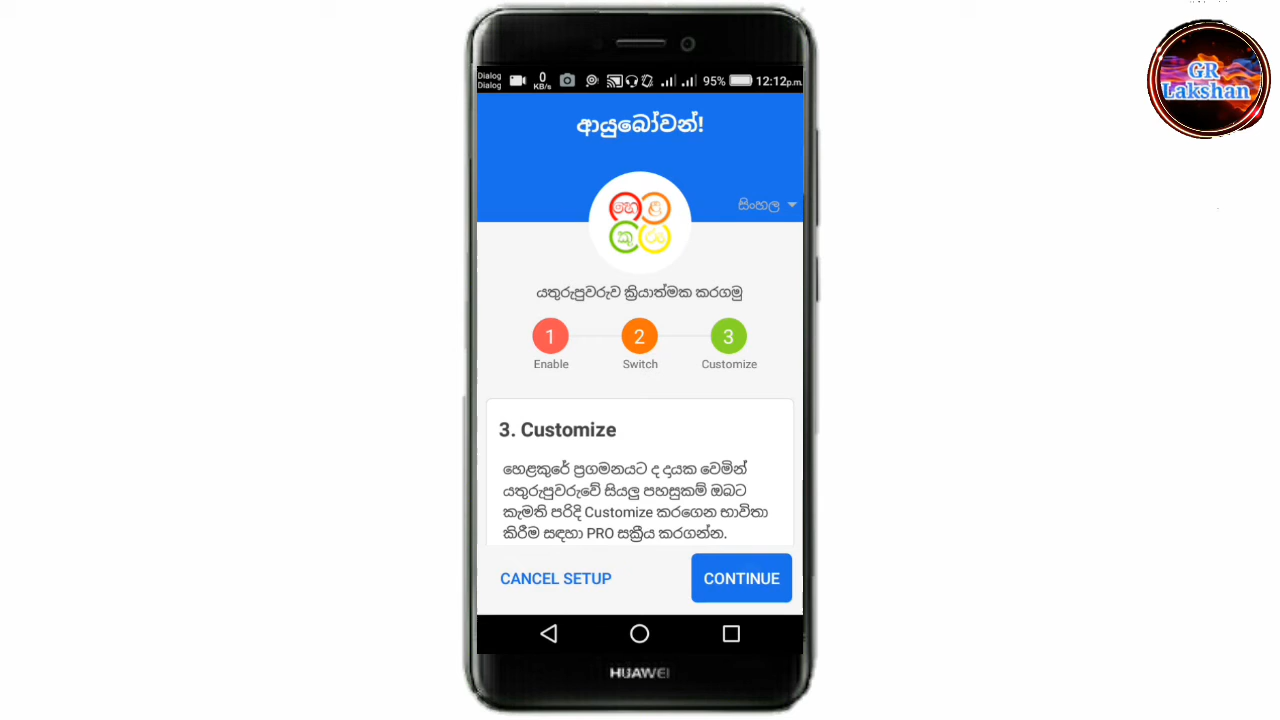 GR
Lakshan
Dialog
Dialog
0
KB/s
95%
12:12p.m.
ආයුබෝවන්!
හෙ ළ
කු රු
සිංහල
යතුරුපුවරුව ක්‍රියාත්මක කරගමු
1 2 3
Enable Switch Customize
3. Customize
හෙළකුරේ ප්‍රගමනයට ද දායක වෙමින්
යතුරුපුවරුවේ සියලු පහසුකම් ඔබට
කැමති පරිදි Customize කරගෙන භාවිතා
කිරීම සඳහා PRO සක්‍රීය කරගන්න.
CANCEL SETUP
CONTINUE
HUAWEI